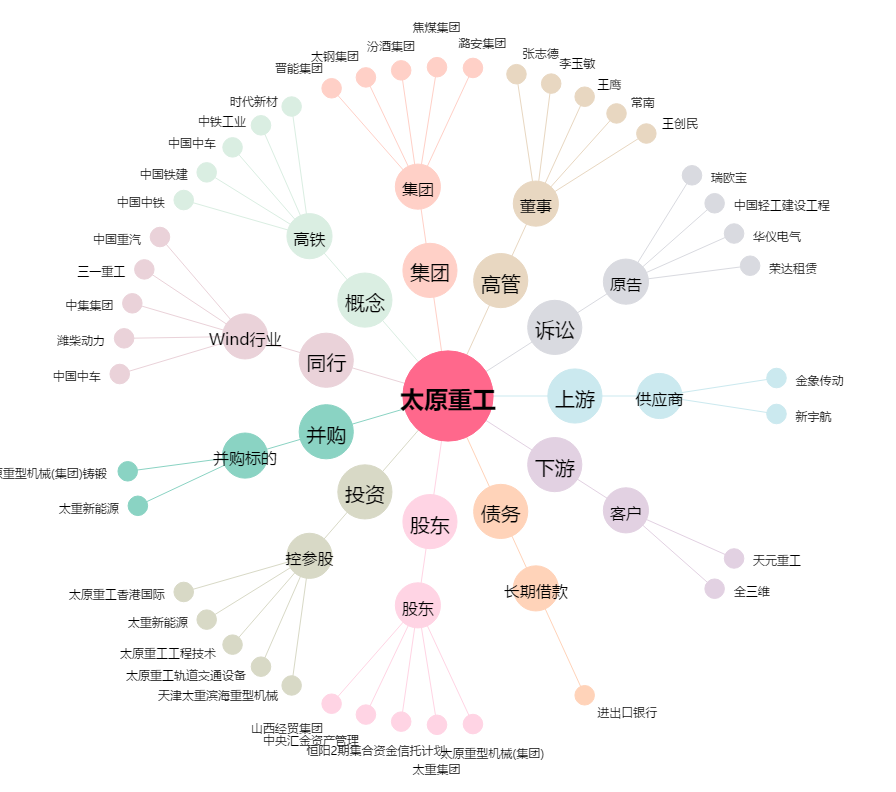 焦煤集团
汾酒集团
潞安集团
太钢集团
晋能集团
张志德
李玉敏
王鹰
常南
王创民
时代新材
中铁工业
中国中车
中国铁建
中国中铁
集团
董事
瑞欧宝
中国轻工建设工程
华仪电气
荣达租赁
高铁
中国重汽
三一重工
中集集团
潍柴动力
中国中车
集团
高管
原告
概念
诉讼
Wind行业
同行
太原重工
上游
供应商
金象传动
新宇航
并购
并购标的
原重型机械(集团)铸锻
太重新能源
下游
客户
天元重工
全三维
投资
股东
债务
控参股
长期借款
太原重工香港国际
太重新能源
太原重工工程技术
太原重工轨道交通设备
天津太重滨海重型机械
股东
进出口银行
山西经贸集团
中央汇金资产管理
恒阳2期集合资金信托计划
太原重型机械(集团)
太重集团